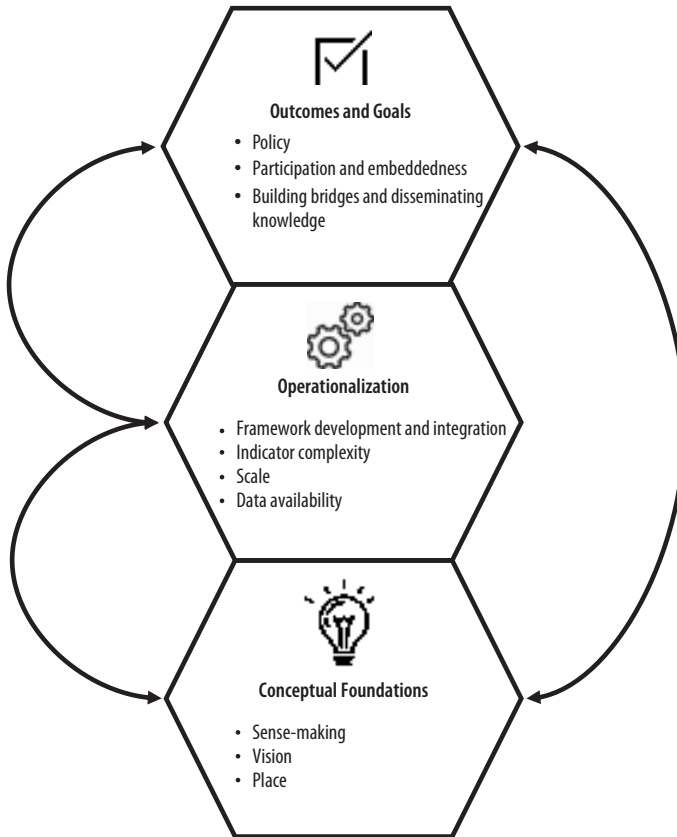 Outcomes and Goals
• Policy
• Participation and embeddedness
• Building bridges and disseminating
knowledge
Operationalization
• Framework development and integration
• Indicator complexity
• Scale
• Data availability
Conceptual Foundations
• Sense-making
• Vision
• Place